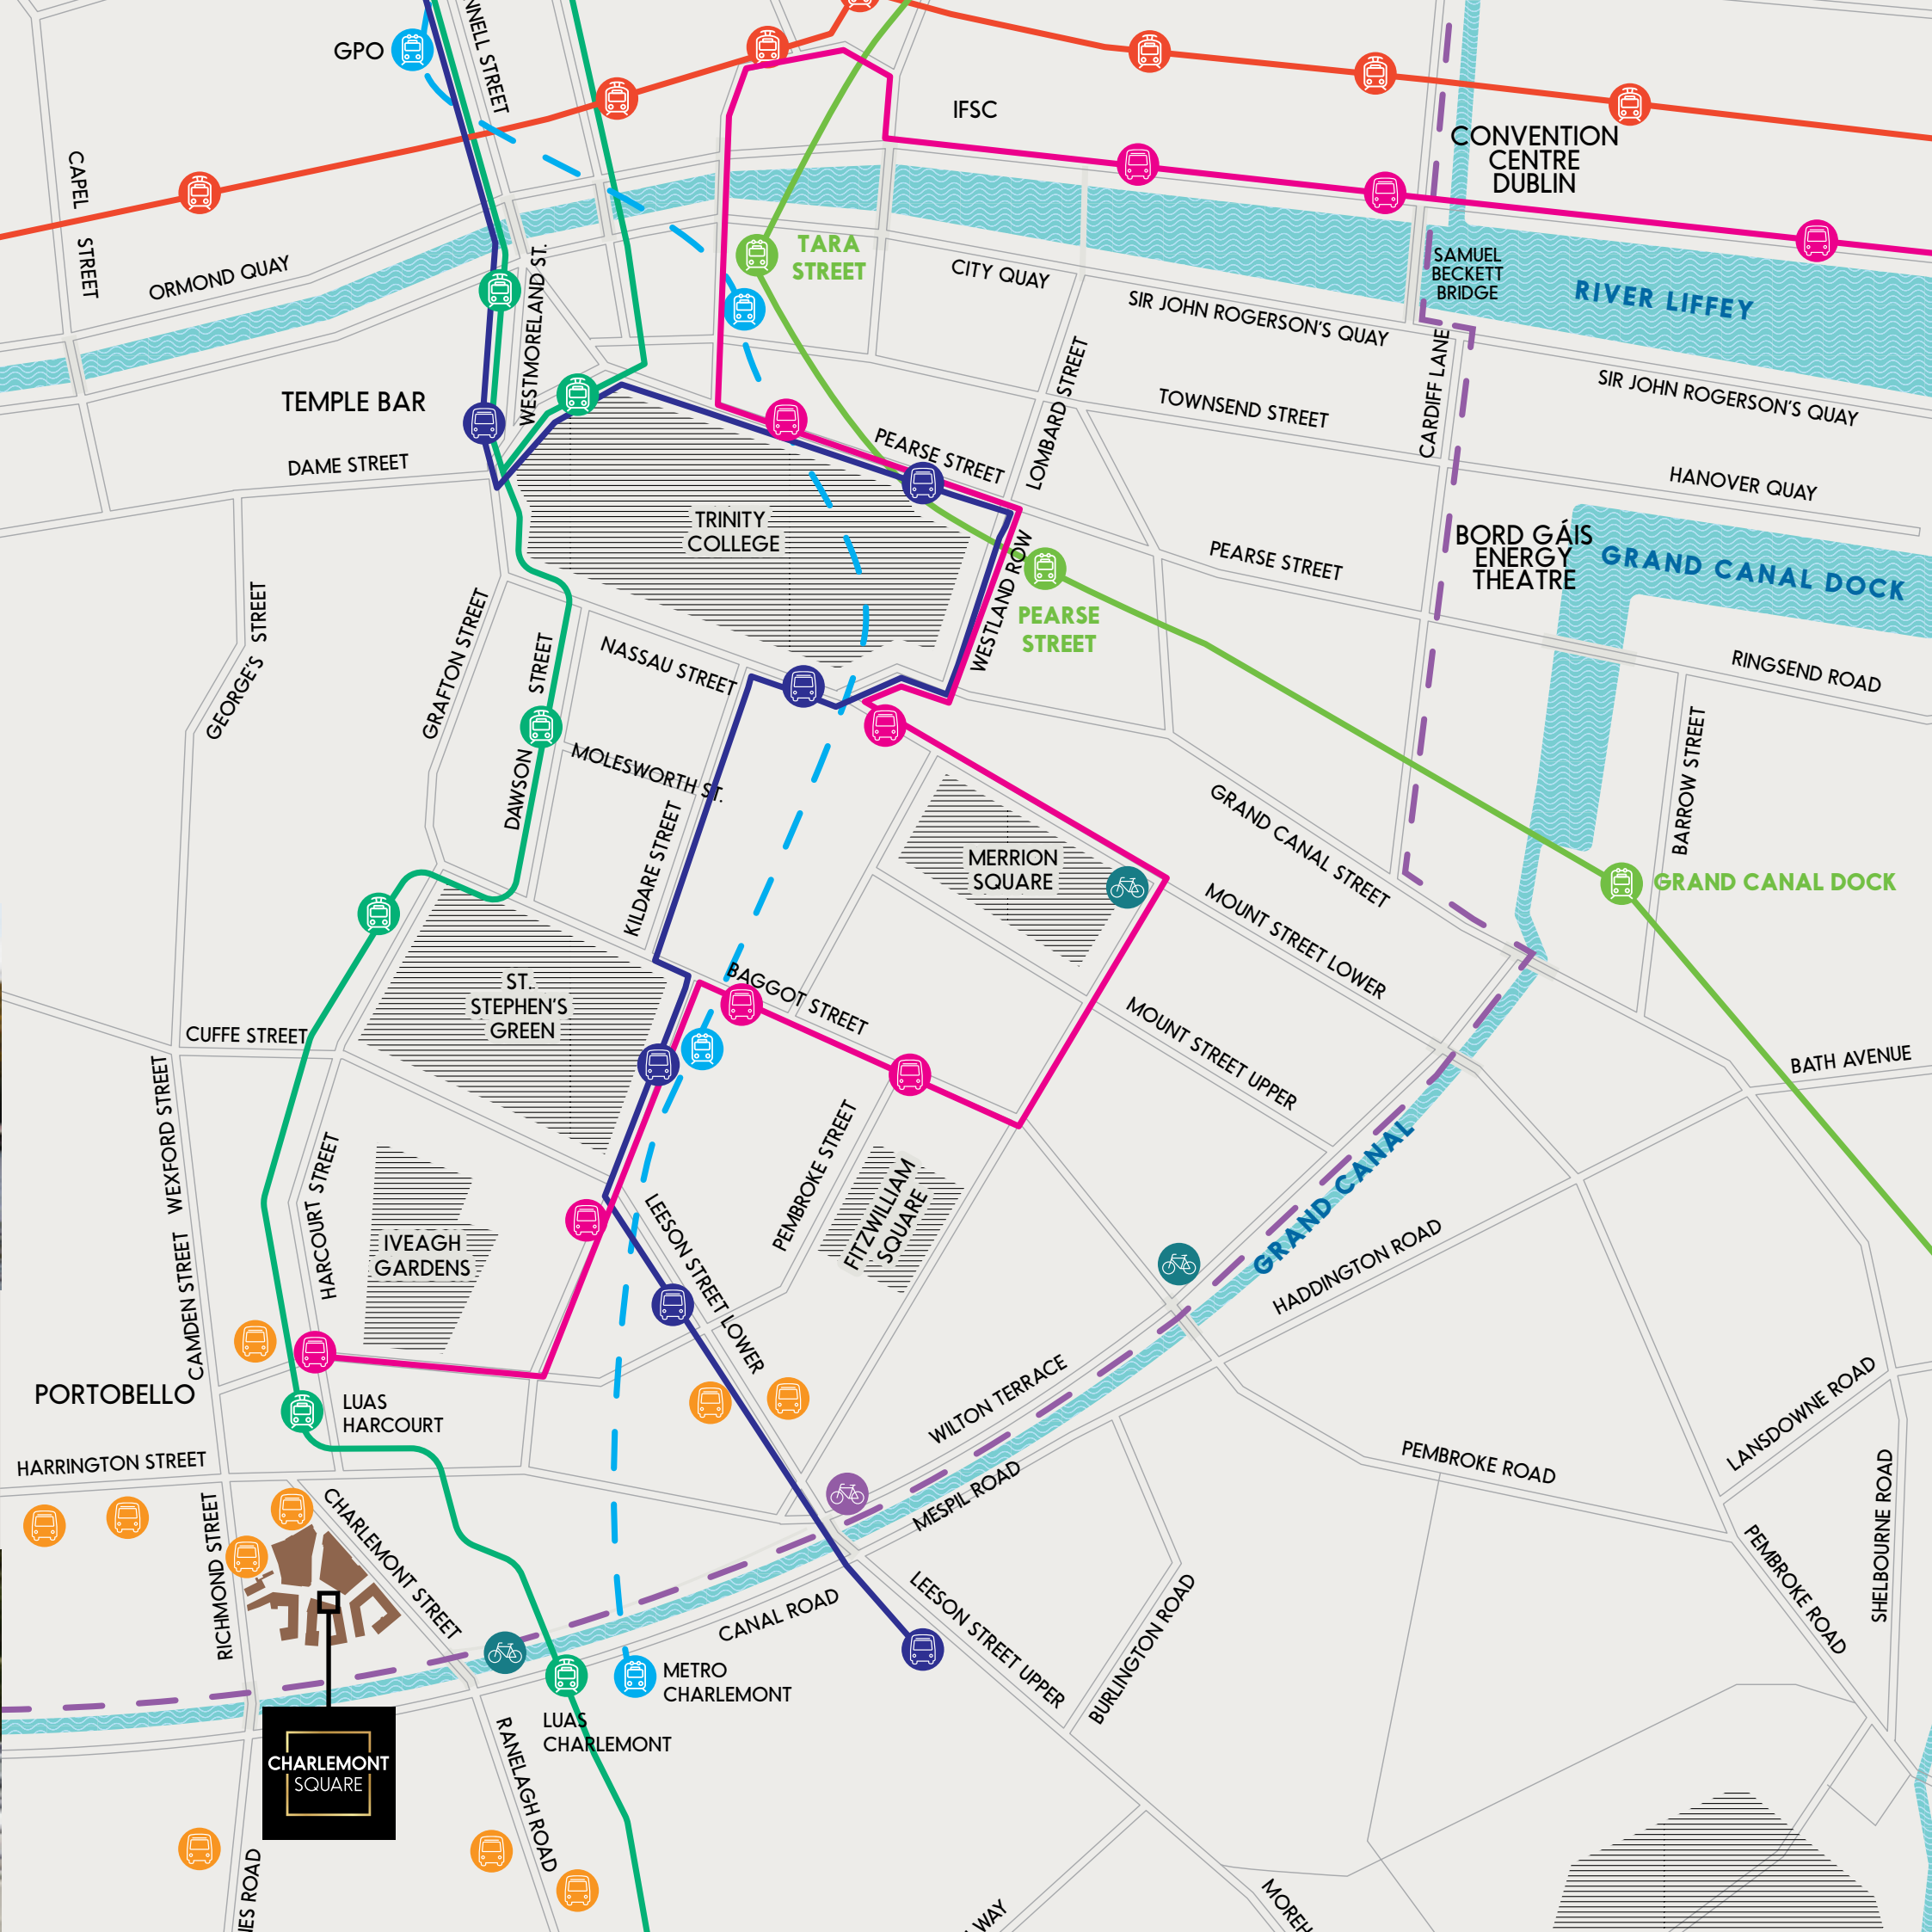 GPO
NNELL STREET
IFSC
CONVENTION
CENTRE
DUBLIN
CAPEL
STREET
ORMOND QUAY
WESTMORELAND ST.
TARA
STREET
CITY QUAY
SIR JOHN ROGERSON'S QUAY
SAMUEL
BECKETT
BRIDGE
RIVER LIFFEY
SIR JOHN ROGERSON'S QUAY
TEMPLE BAR
DAME STREET
PEARSE STREET
LOMBARD STREET
TOWNSEND STREET
CARDIFF LANE
HANOVER QUAY
TRINITY
COLLEGE
BORD GÁIS
ENERGY
THEATRE
GRAND CANAL DOCK
PEARSE STREET
WESTLAND ROW
PEARSE
STREET
GEORGE'S STREET
GRAFTON STREET
DAWSON STREET
NASSAU STREET
MOLESWORTH ST.
KILDARE STREET
RINGSEND ROAD
BARROW STREET
MERRION
SQUARE
GRAND CANAL STREET
GRAND CANAL DOCK
MOUNT STREET LOWER
MOUNT STREET UPPER
BAGGOT STREET
ST.
STEPHEN'S
GREEN
CUFFE STREET
WEXFORD STREET
HARCOURT STREET
CAMDEN STREET
IVEAGH
GARDENS
PEMBROKE STREET
FITZWILLIAM
SQUARE
LEESON STREET LOWER
BATH AVENUE
GRAND CANAL
HADDINGTON ROAD
PORTOBELLO
LUAS
HARCOURT
WILTON TERRACE
MESPIL ROAD
PEMBROKE ROAD
LANSDOWNE ROAD
SHELBOURNE ROAD
HARRINGTON STREET
RICHMOND STREET
CHARLEMONT STREET
CANAL ROAD
LEESON STREET UPPER
BURLINGTON ROAD
PEMBROKE ROAD
METRO
CHARLEMONT
LUAS
CHARLEMONT
CHARLEMONT
SQUARE
RANELAGH ROAD
IES ROAD
WAY
MOREH